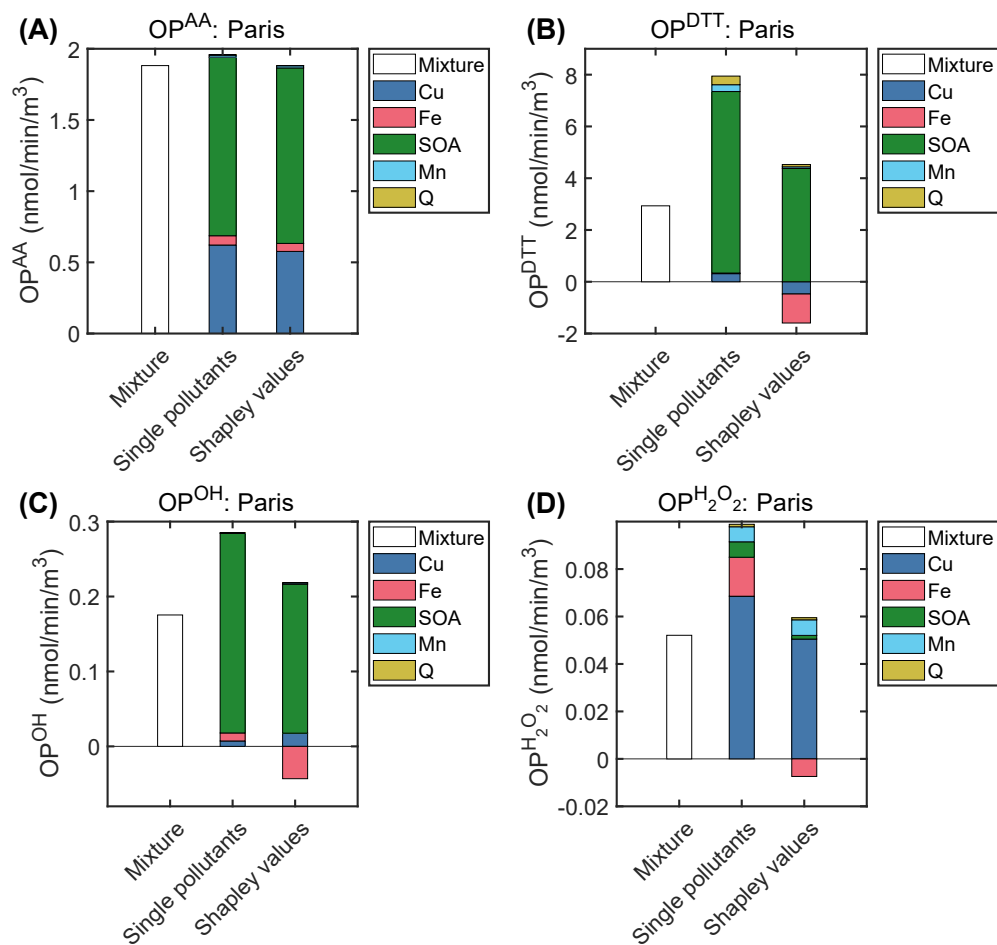 (A)
OP^AA: Paris
OP^AA (nmol/min/m^3)
2
1.5
1
0.5
0
Mixture
Single pollutants
Shapley values
Mixture
Cu
Fe
SOA
Mn
Q
(B)
OP^DTT: Paris
OP^DTT (nmol/min/m^3)
8
6
4
2
0
-2
Mixture
Single pollutants
Shapley values
Mixture
Cu
Fe
SOA
Mn
Q
(C)
OP^OH: Paris
OP^OH (nmol/min/m^3)
0.3
0.2
0.1
0
Mixture
Single pollutants
Shapley values
Mixture
Cu
Fe
SOA
Mn
Q
(D)
OP^H_2O_2: Paris
OP^H_2O_2 (nmol/min/m^3)
0.08
0.06
0.04
0.02
0
-0.02
Mixture
Single pollutants
Shapley values
Mixture
Cu
Fe
SOA
Mn
Q